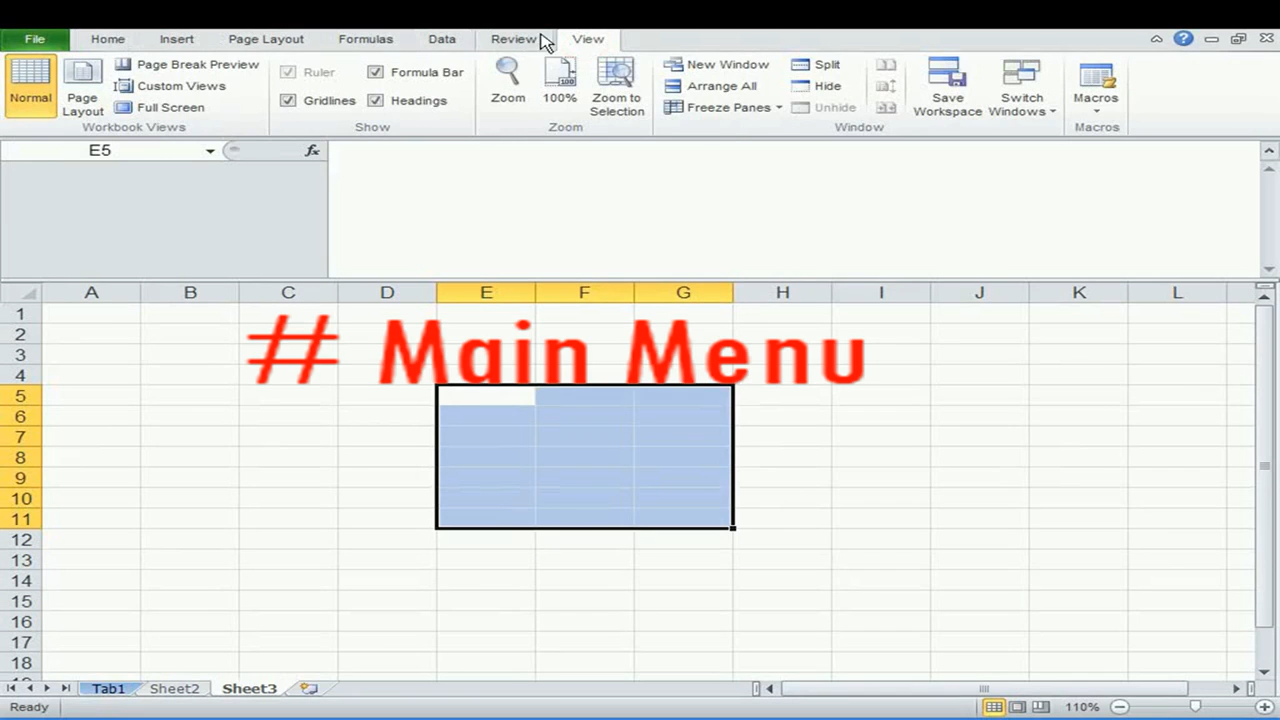 File Home Insert Page Layout Formulas Data Review View
Page Break Preview Ruler Formula Bar New Window Split
Custom Views Arrange All Hide
Normal Page Layout Full Screen Gridlines Headings Zoom 100% Zoom to Selection Freeze Panes Unhide Save Workspace Switch Windows Macros
Workbook Views Show Zoom Window Macros
E5 fx
A B C D E F G H I J K L
1
# Main Menu
2
3
4
5
6
7
8
9
10
11
12
13
14
15
16
17
18
Tab1 Sheet2 Sheet3
Ready 110%